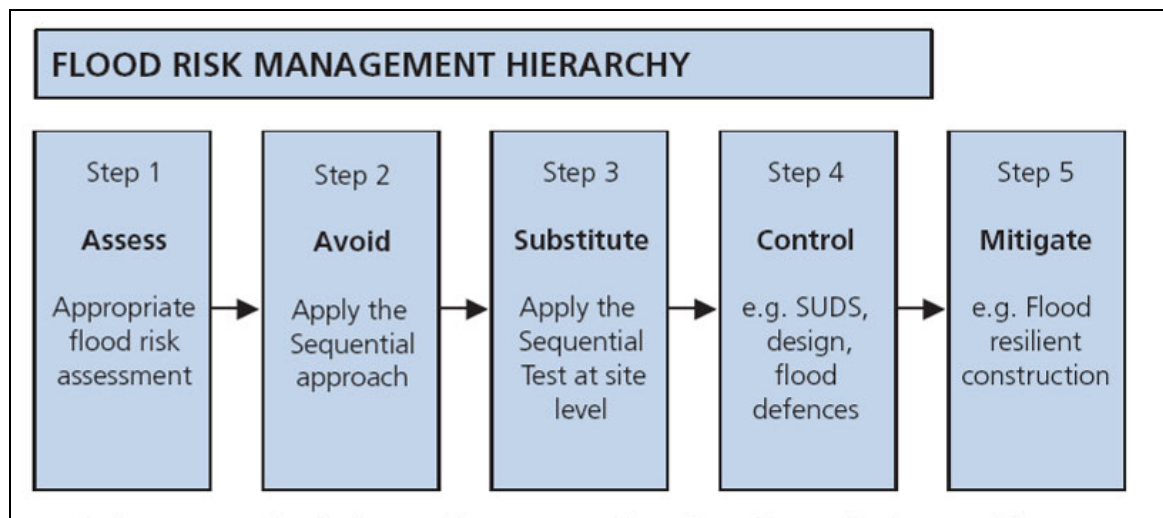 FLOOD RISK MANAGEMENT HIERARCHY
Step 1
Assess
Appropriate
flood risk
assessment
Step 2
Avoid
Apply the
Sequential
approach
Step 3
Substitute
Apply the
Sequential
Test at site
level
Step 4
Control
e.g. SUDS,
design,
flood
defences
Step 5
Mitigate
e.g. Flood
resilient
construction